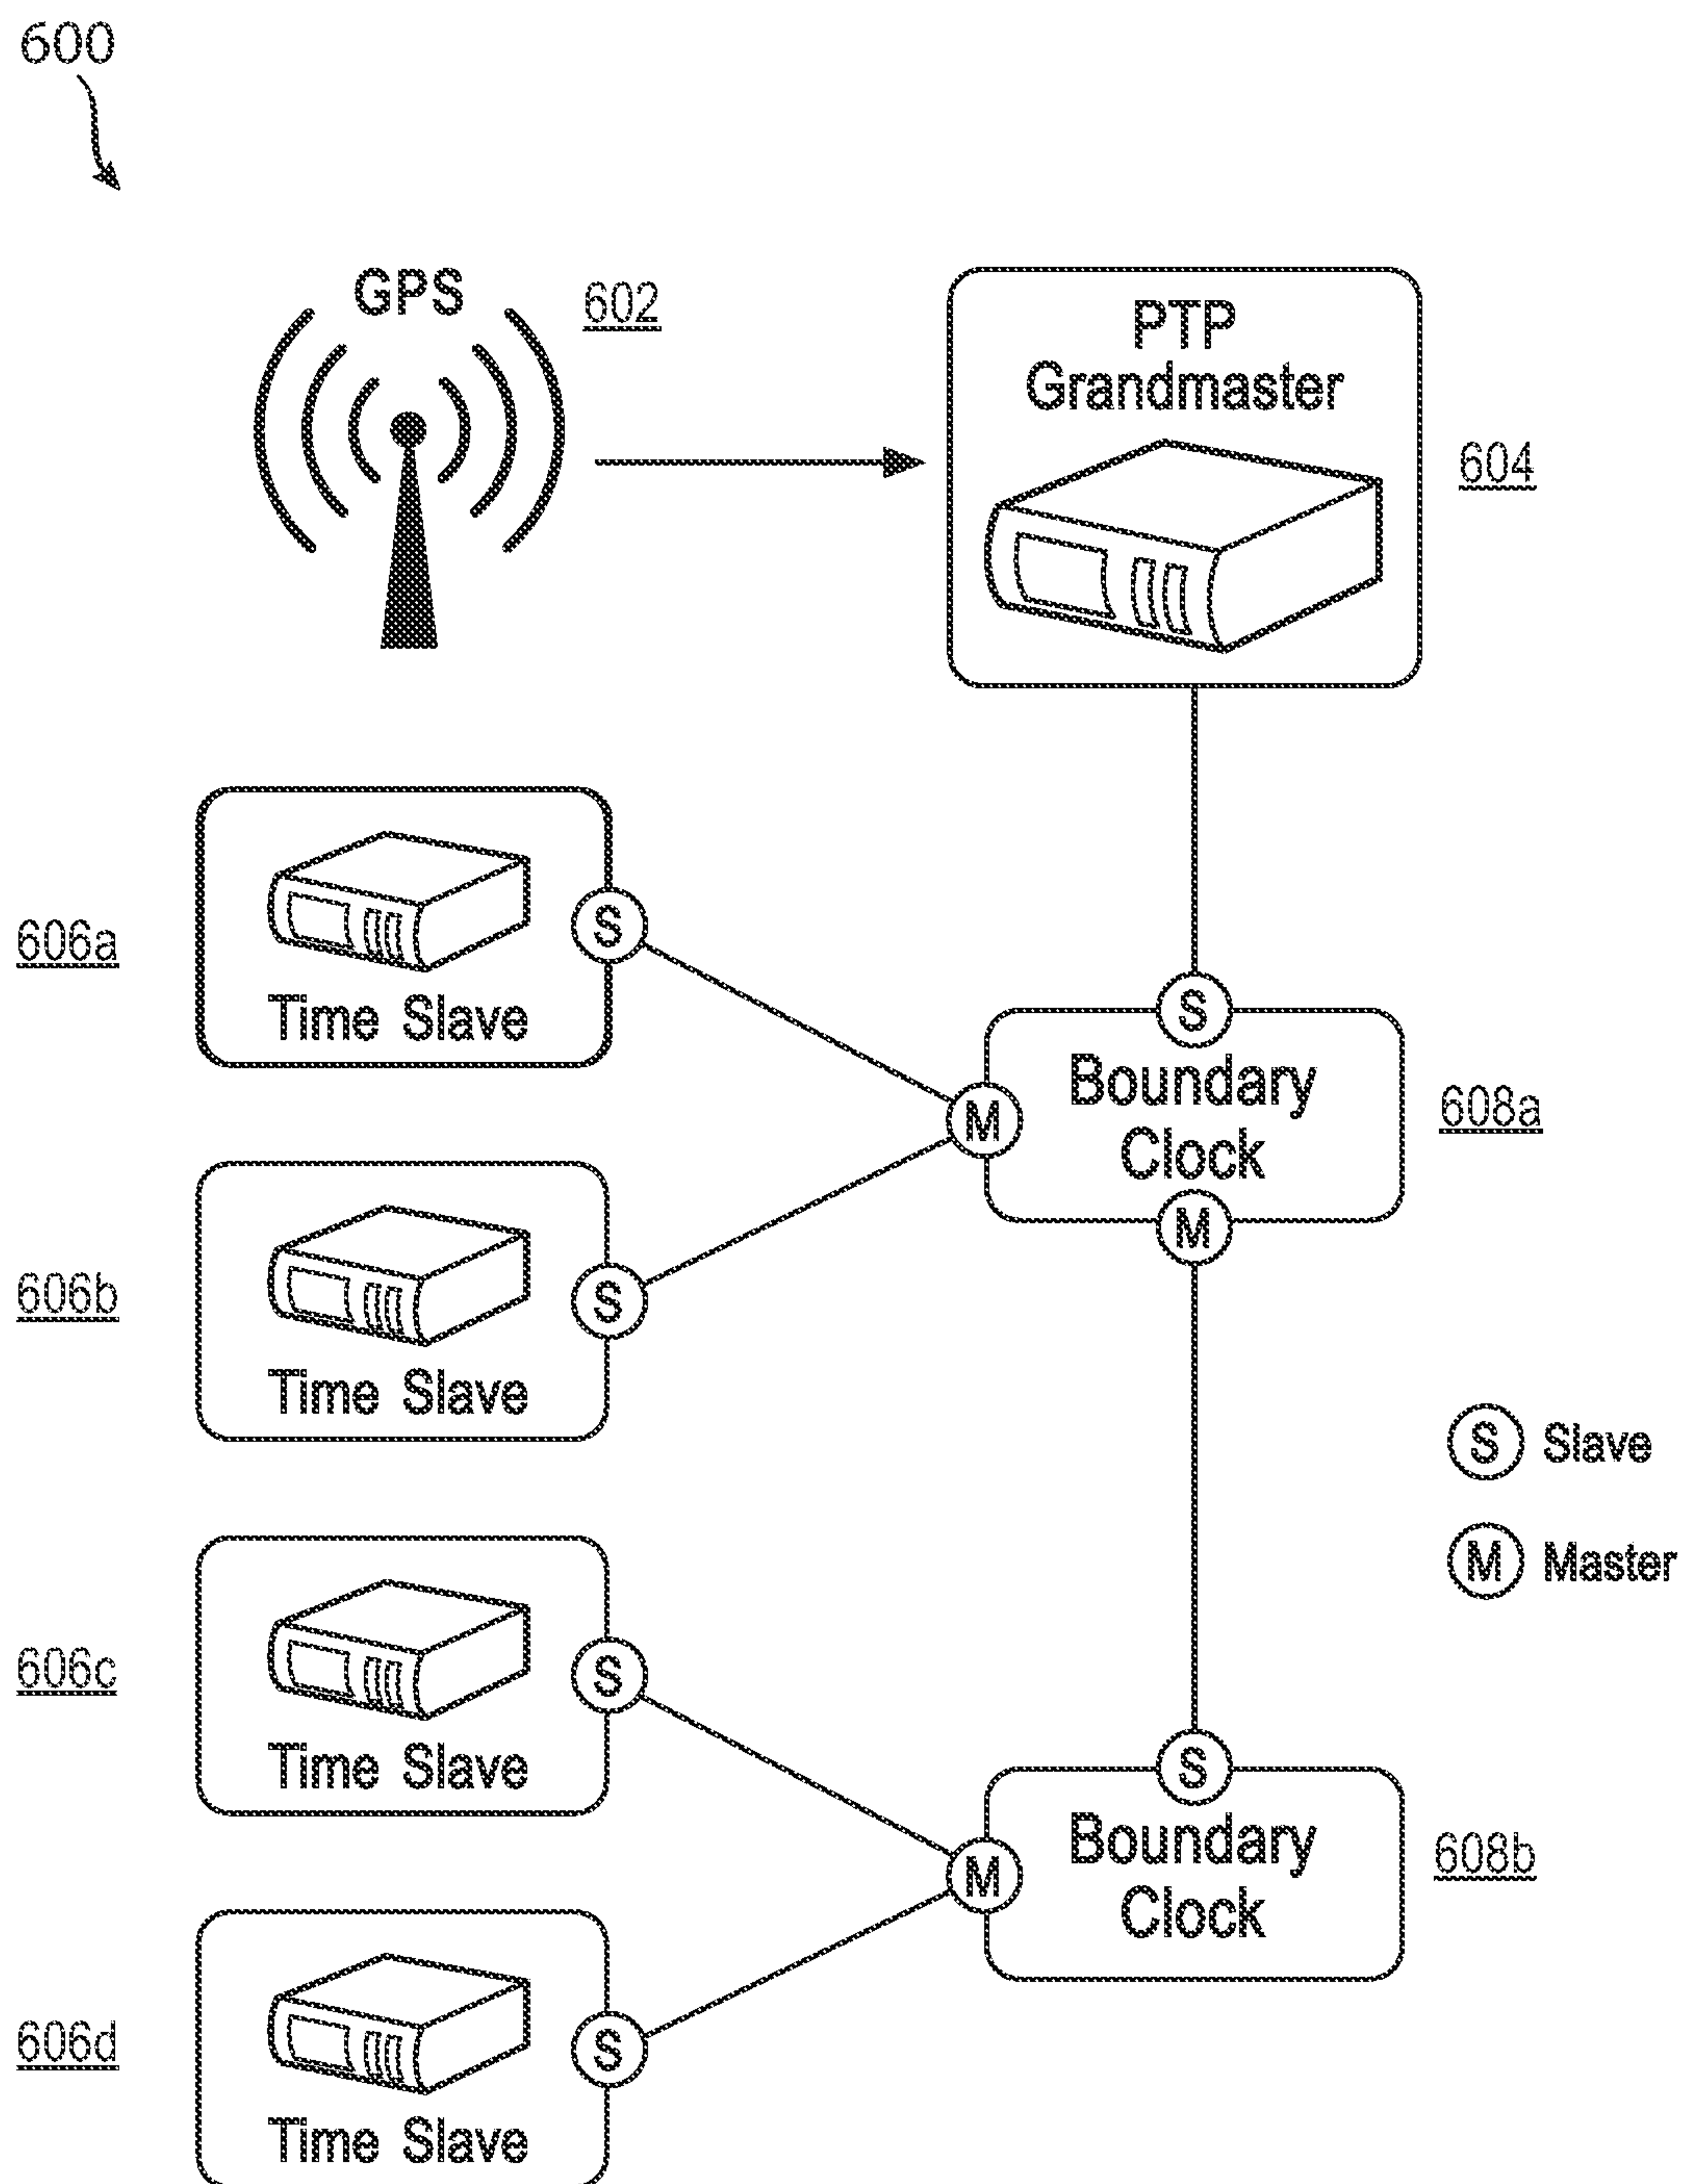 600
GPS
602
PTP
Grandmaster
604
606a
S
Time Slave
S
Boundary
Clock
M
M
608a
606b
S
Time Slave
S Slave
M Master
606c
S
Time Slave
S
Boundary
Clock
M
608b
606d
S
Time Slave